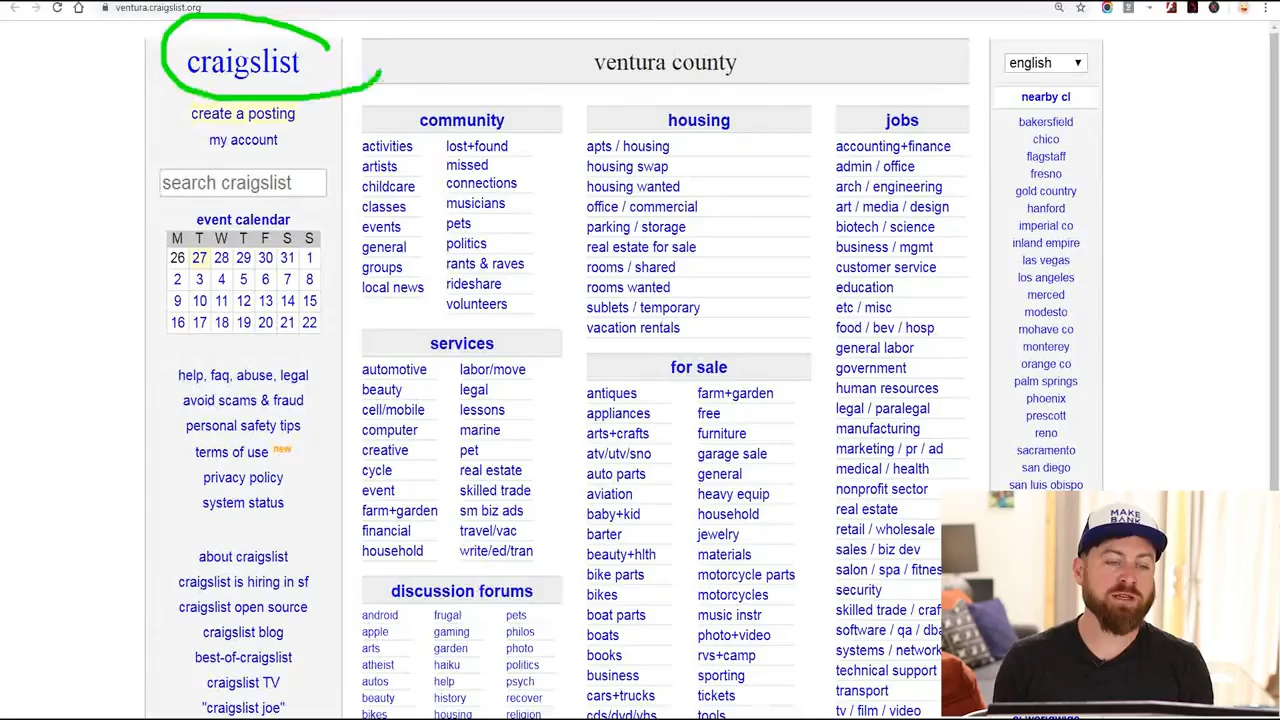 ventura.craigslist.org
craigslist
create a posting
my account
search craigslist
event calendar
M T W T F S S
26 27 28 29 30 31 1
2 3 4 5 6 7 8
9 10 11 12 13 14 15
16 17 18 19 20 21 22
help, faq, abuse, legal
avoid scams & fraud
personal safety tips
terms of use new
privacy policy
system status
about craigslist
craigslist is hiring in sf
craigslist open source
craigslist blog
best-of-craigslist
craigslist TV
"craigslist joe"
ventura county
community
activities
artists
childcare
classes
events
general
groups
local news
lost+found
missed
connections
musicians
pets
politics
rants & raves
rideshare
volunteers
services
automotive
beauty
cell/mobile
computer
creative
cycle
event
farm+garden
financial
household
labor/move
legal
lessons
marine
pet
real estate
skilled trade
sm biz ads
travel/vac
write/ed/tran
discussion forums
android
apple
arts
atheist
autos
beauty
bikes
frugal
gaming
garden
haiku
help
history
housing
pets
philos
photo
politics
psych
recover
religion
housing
apts / housing
housing swap
housing wanted
office / commercial
parking / storage
real estate for sale
rooms / shared
rooms wanted
sublets / temporary
vacation rentals
for sale
antiques
appliances
arts+crafts
atv/utv/sno
auto parts
aviation
baby+kid
barter
beauty+hlth
bike parts
bikes
boat parts
boats
books
business
cars+trucks
cds/dvd/vhs
farm+garden
free
furniture
garage sale
general
heavy equip
household
jewelry
materials
motorcycle parts
motorcycles
music instr
photo+video
rvs+camp
sporting
tickets
tools
jobs
accounting+finance
admin / office
arch / engineering
art / media / design
biotech / science
business / mgmt
customer service
education
etc / misc
food / bev / hosp
general labor
government
human resources
legal / paralegal
manufacturing
marketing / pr / ad
medical / health
nonprofit sector
real estate
retail / wholesale
sales / biz dev
salon / spa / fitnes
security
skilled trade / craf
software / qa / dba
systems / network
technical support
transport
tv / film / video
english
nearby cl
bakersfield
chico
flagstaff
fresno
gold country
hanford
imperial co
inland empire
las vegas
los angeles
merced
modesto
mohave co
monterey
orange co
palm springs
phoenix
prescott
reno
sacramento
san diego
san luis obispo
MAKE
BANK
cl worldwide